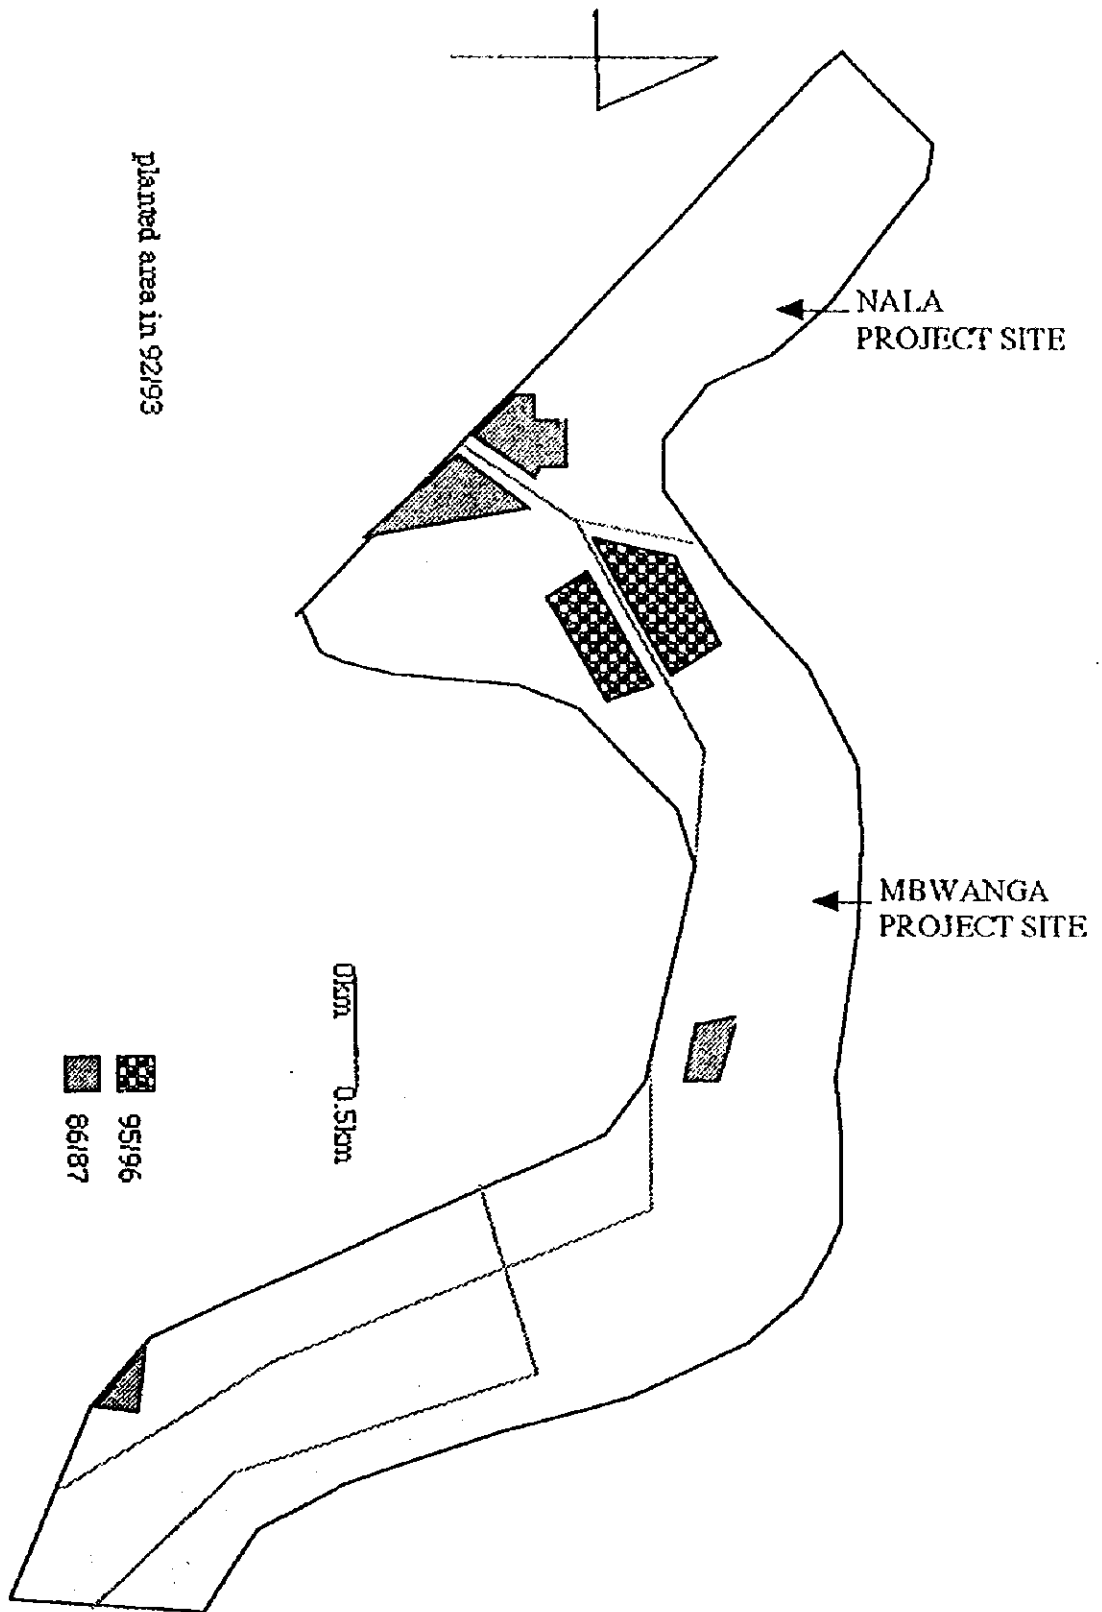 NALA
PROJECT SITE
planted area in 92/93
MBWANGA
PROJECT SITE
0km 0.5km
95/96
86/87